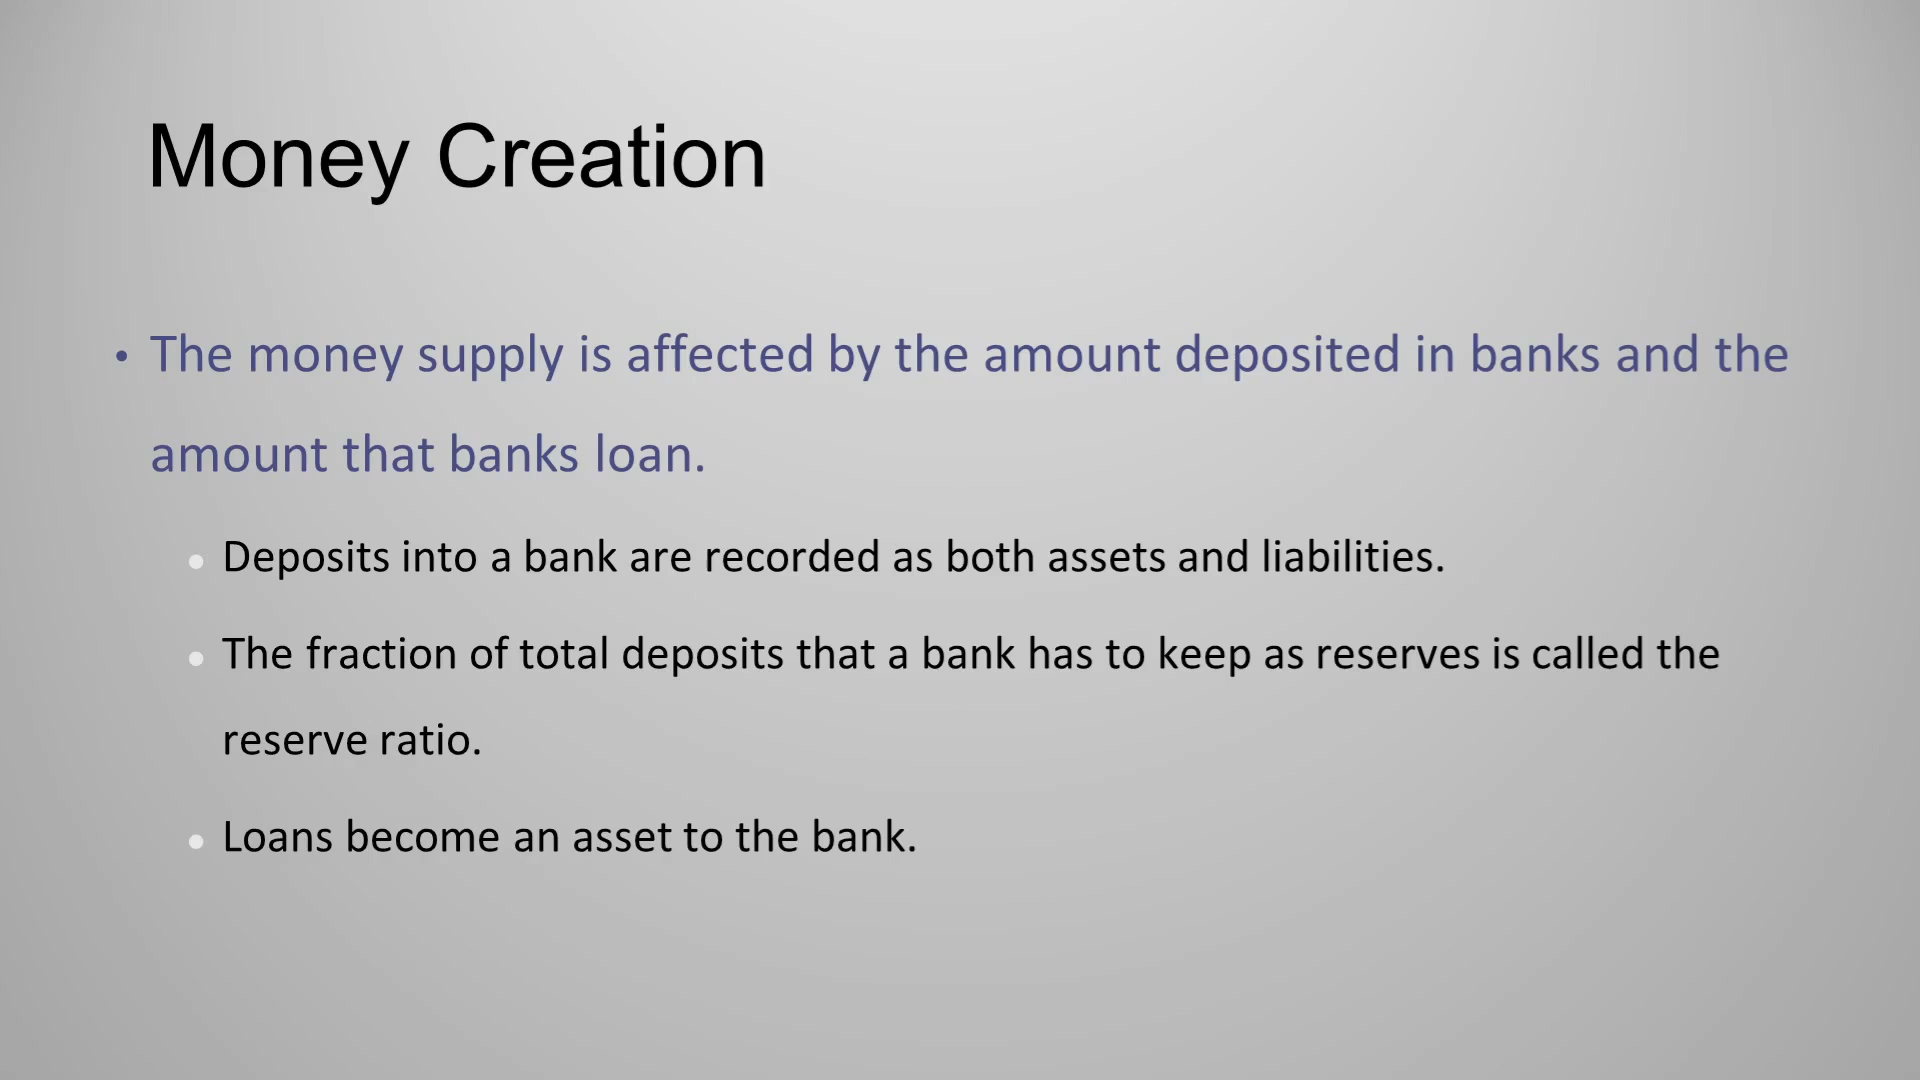 Money Creation
• The money supply is affected by the amount deposited in banks and the
amount that banks loan.
● Deposits into a bank are recorded as both assets and liabilities.
● The fraction of total deposits that a bank has to keep as reserves is called the
reserve ratio.
● Loans become an asset to the bank.